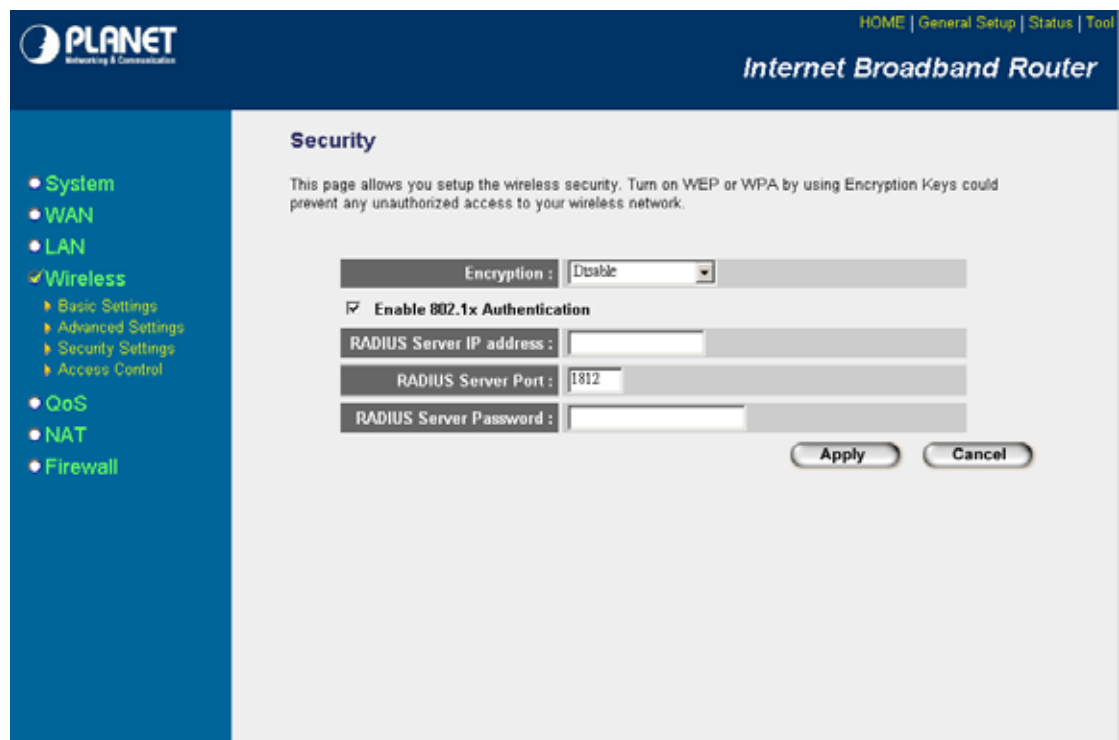 PLANET
Networking & Communication
HOME | General Setup | Status | Tool
Internet Broadband Router
System
WAN
LAN
Wireless
Basic Settings
Advanced Settings
Security Settings
Access Control
QoS
NAT
Firewall
Security
This page allows you setup the wireless security. Turn on WEP or WPA by using Encryption Keys could
prevent any unauthorized access to your wireless network.
Encryption : Disable
Enable 802.1x Authentication
RADIUS Server IP address :
RADIUS Server Port : 1812
RADIUS Server Password :
Apply Cancel